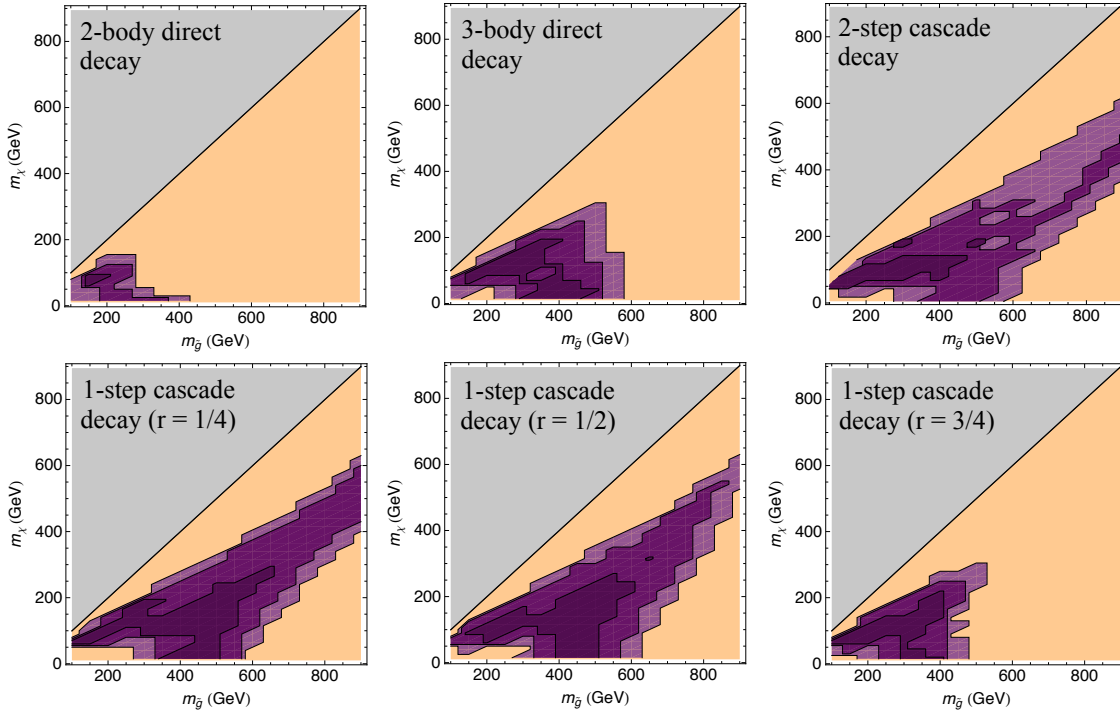 2-body direct
decay
800
600
400
200
0
200 400 600 800
m_χ (GeV)
m_g̃ (GeV)
3-body direct
decay
800
600
400
200
0
200 400 600 800
m_χ (GeV)
m_g̃ (GeV)
2-step cascade
decay
800
600
400
200
0
200 400 600 800
m_χ (GeV)
m_g̃ (GeV)
1-step cascade
decay (r = 1/4)
800
600
400
200
0
200 400 600 800
m_χ (GeV)
m_g̃ (GeV)
1-step cascade
decay (r = 1/2)
800
600
400
200
0
200 400 600 800
m_χ (GeV)
m_g̃ (GeV)
1-step cascade
decay (r = 3/4)
800
600
400
200
0
200 400 600 800
m_χ (GeV)
m_g̃ (GeV)